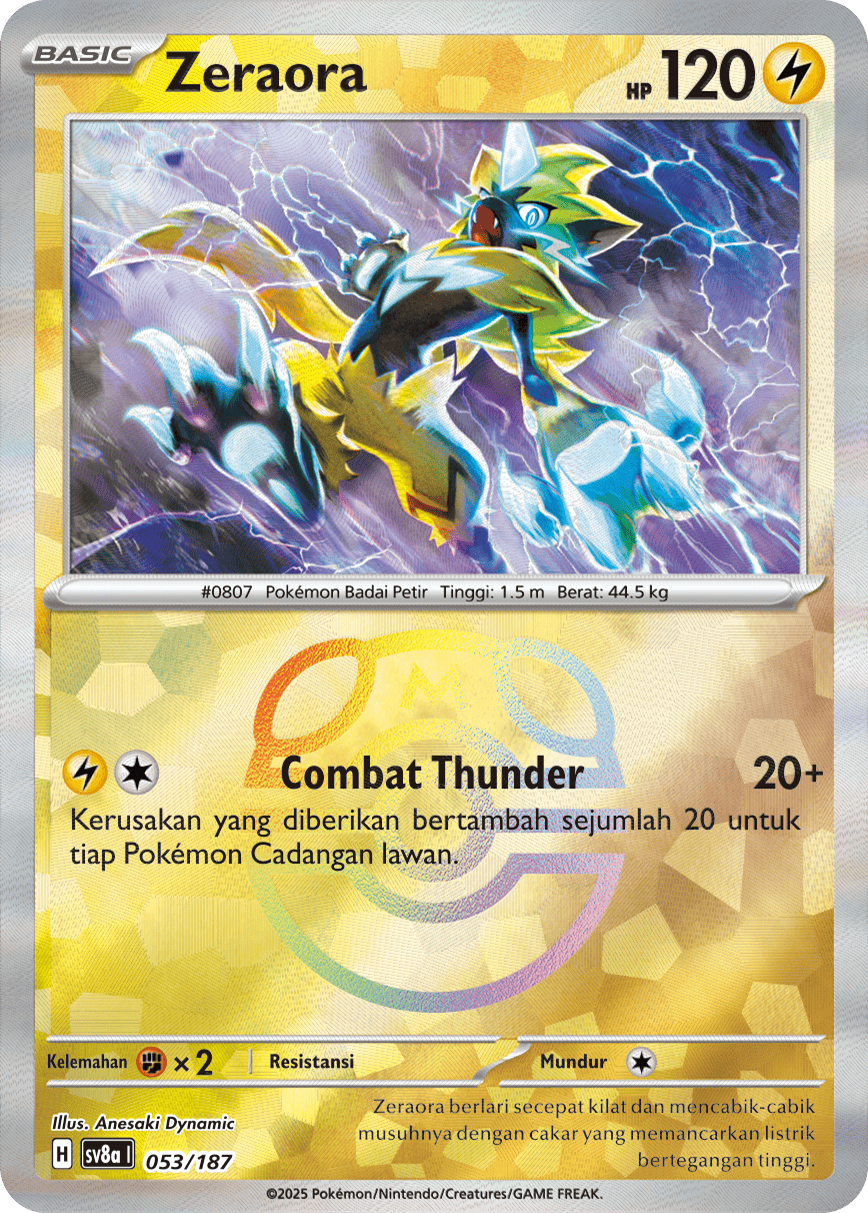 BASIC
Zeraora
HP 120
#0807 Pokémon Badai Petir Tinggi: 1.5 m Berat: 44.5 kg
Combat Thunder 20+
Kerusakan yang diberikan bertambah sejumlah 20 untuk
tiap Pokémon Cadangan lawan.
Kelemahan ×2 Resistansi Mundur
Illus. Anesaki Dynamic
Zeraora berlari secepat kilat dan mencabik-cabik
musuhnya dengan cakar yang memancarkan listrik
bertegangan tinggi.
H sv8a I 053/187
©2025 Pokémon/Nintendo/Creatures/GAME FREAK.